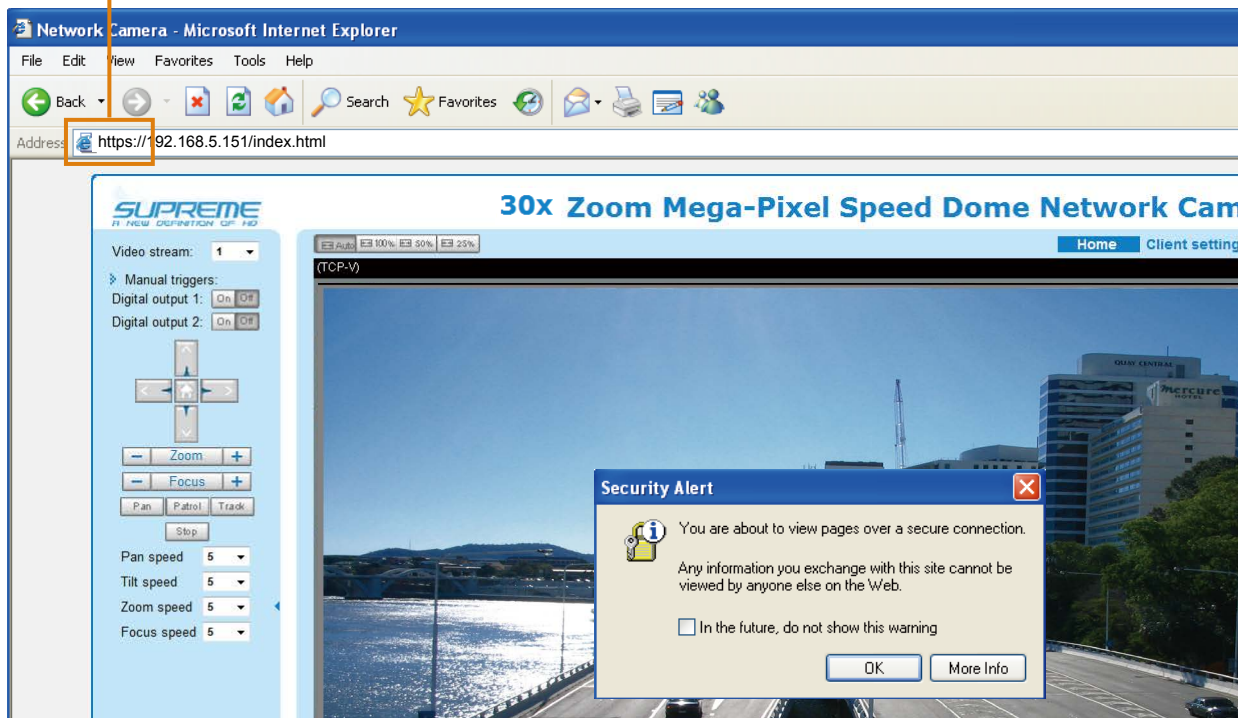 Network Camera - Microsoft Internet Explorer
File Edit View Favorites Tools Help
Back Search Favorites
Address https://192.168.5.151/index.html
SUPREME
A NEW DEFINITION OF HD
30x Zoom Mega-Pixel Speed Dome Network Cam
Video stream: 1
Auto 100% 50% 25%
Home Client setting
(TCP-V)
Manual triggers:
Digital output 1: On Off
Digital output 2: On Off
Zoom
Focus
Pan Patrol Track
Stop
Pan speed 5
Tilt speed 5
Zoom speed 5
Focus speed 5
QUAY CENTRAL
Mercure
HOTEL
Security Alert
You are about to view pages over a secure connection.
Any information you exchange with this site cannot be
viewed by anyone else on the Web.
In the future, do not show this warning
OK More Info